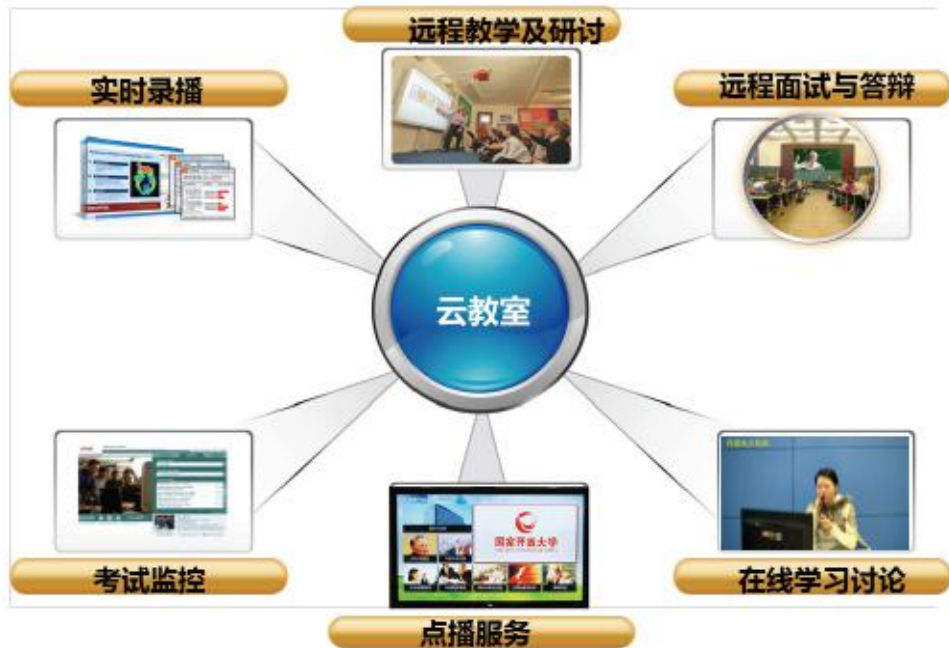 远程教学及研讨
实时录播
远程面试与答辩
云教室
国家开放大学
考试监控
在线学习讨论
点播服务